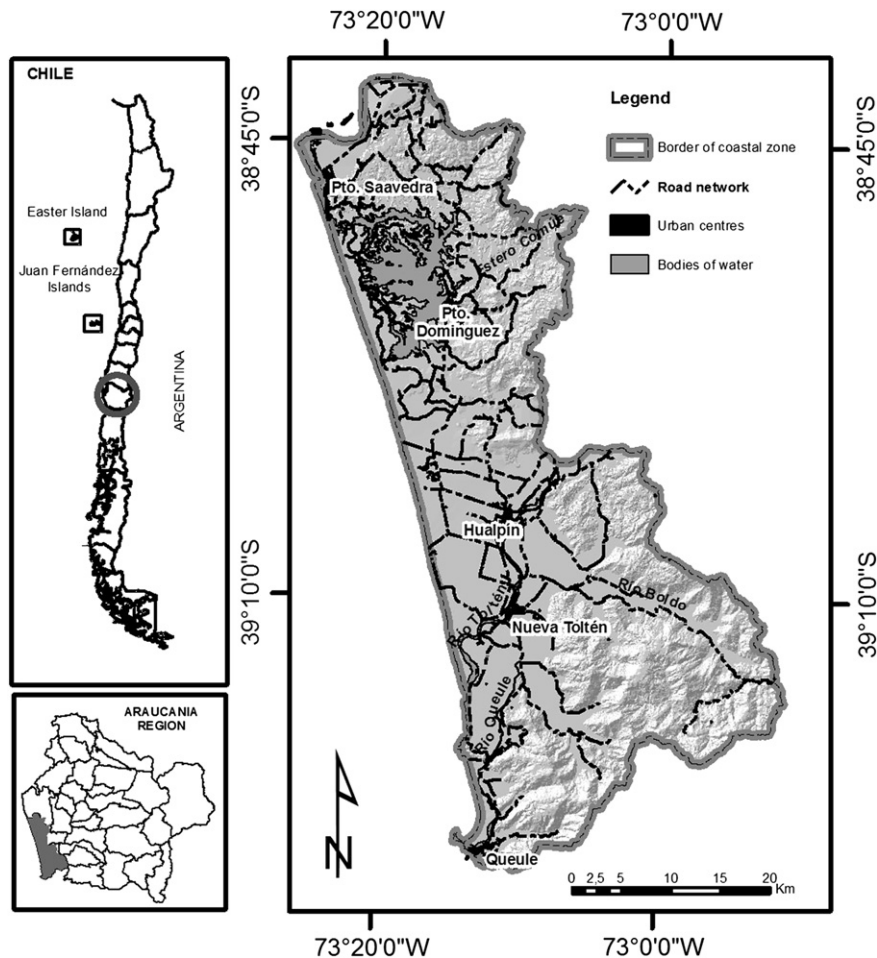 73°20'0"W
73°0'0"W
CHILE
Easter Island
Juan Fernández
Islands
ARGENTINA
ARAUCANIA
REGION
38°45'0"S
39°10'0"S
Legend
Border of coastal zone
Road network
Urban centres
Bodies of water
Pto. Saavedra
Estero Comúe
Pto.
Dominguez
Hualpin
Río Boldo
Río Tloténu
Nueva Toltén
Río Queule
Queule
N
0 2,5 5 10 15 20
Km
38°45'0"S
39°10'0"S
73°20'0"W
73°0'0"W